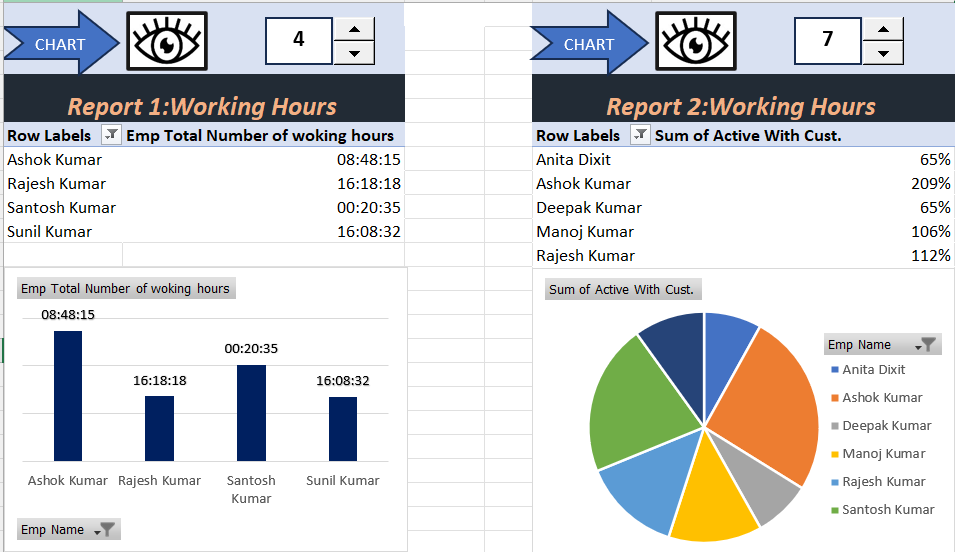 CHART
4
Report 1:Working Hours
Row Labels Emp Total Number of woking hours
Ashok Kumar 08:48:15
Rajesh Kumar 16:18:18
Santosh Kumar 00:20:35
Sunil Kumar 16:08:32
Emp Total Number of woking hours
08:48:15
16:18:18
00:20:35
16:08:32
Ashok Kumar
Rajesh Kumar
Santosh
Kumar
Sunil Kumar
Emp Name
CHART
7
Report 2:Working Hours
Row Labels Sum of Active With Cust.
Anita Dixit 65%
Ashok Kumar 209%
Deepak Kumar 65%
Manoj Kumar 106%
Rajesh Kumar 112%
Sum of Active With Cust.
Emp Name
Anita Dixit
Ashok Kumar
Deepak Kumar
Manoj Kumar
Rajesh Kumar
Santosh Kumar